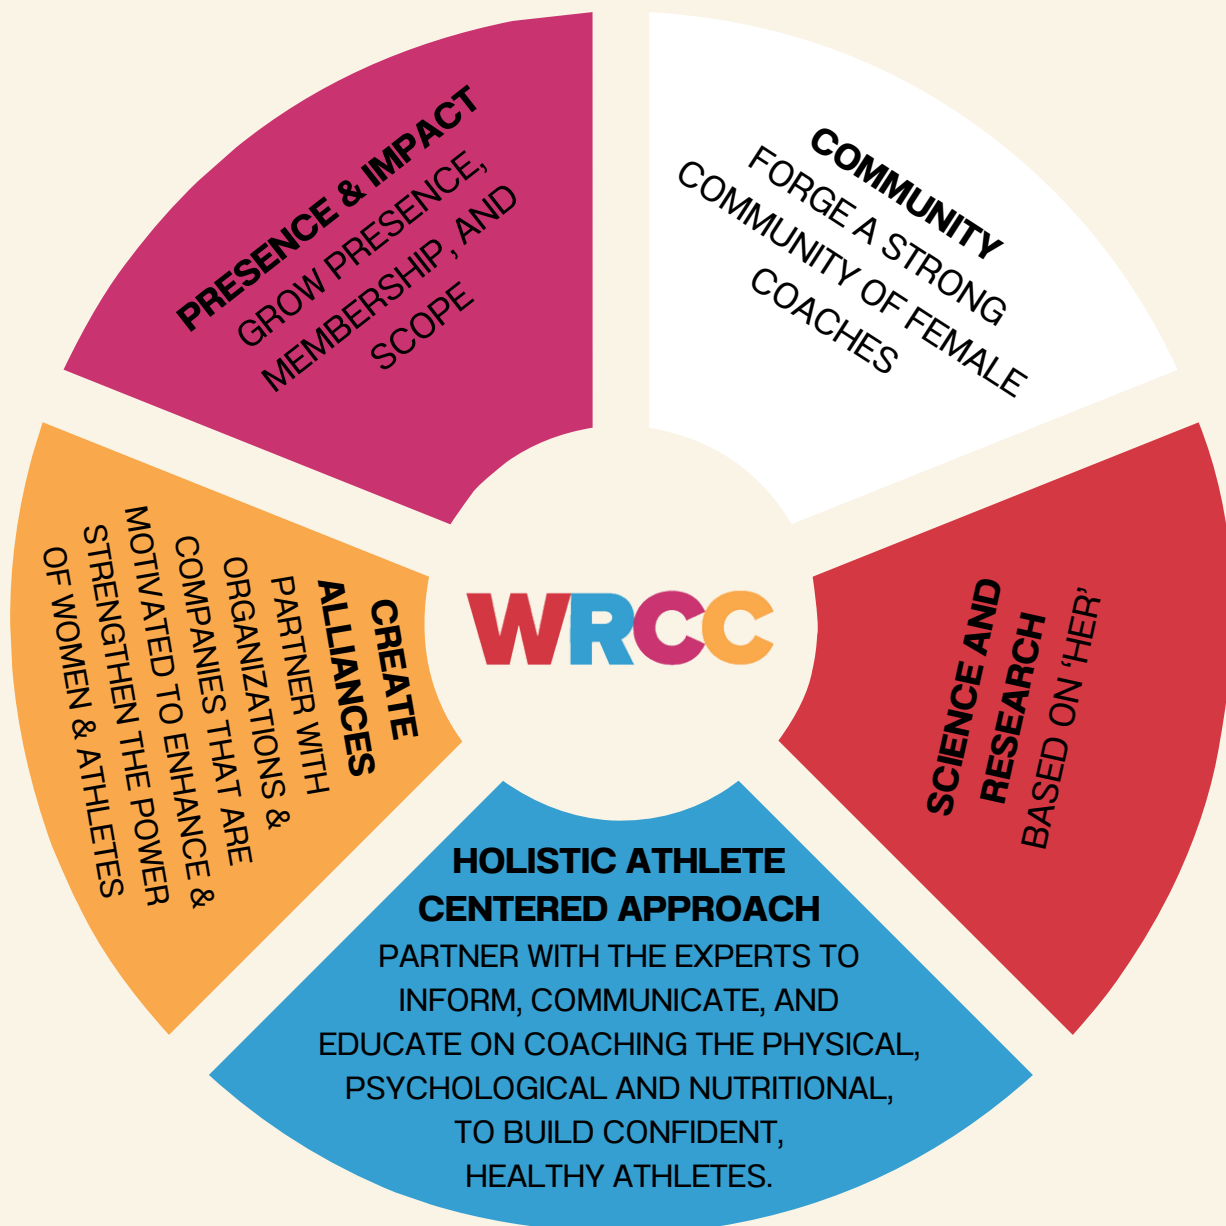 PRESENCE & IMPACT
GROW PRESENCE,
MEMBERSHIP, AND
SCOPE
COMMUNITY
FORGE A STRONG
COMMUNITY OF FEMALE
COACHES
CREATE
ALLIANCES
PARTNER WITH
ORGANIZATIONS &
COMPANIES THAT ARE
MOTIVATED TO ENHANCE &
STRENGTHEN THE POWER
OF WOMEN & ATHLETES
WRCC
SCIENCE AND
RESEARCH
BASED ON ‘HER’
HOLISTIC ATHLETE
CENTERED APPROACH
PARTNER WITH THE EXPERTS TO
INFORM, COMMUNICATE, AND
EDUCATE ON COACHING THE PHYSICAL,
PSYCHOLOGICAL AND NUTRITIONAL,
TO BUILD CONFIDENT,
HEALTHY ATHLETES.